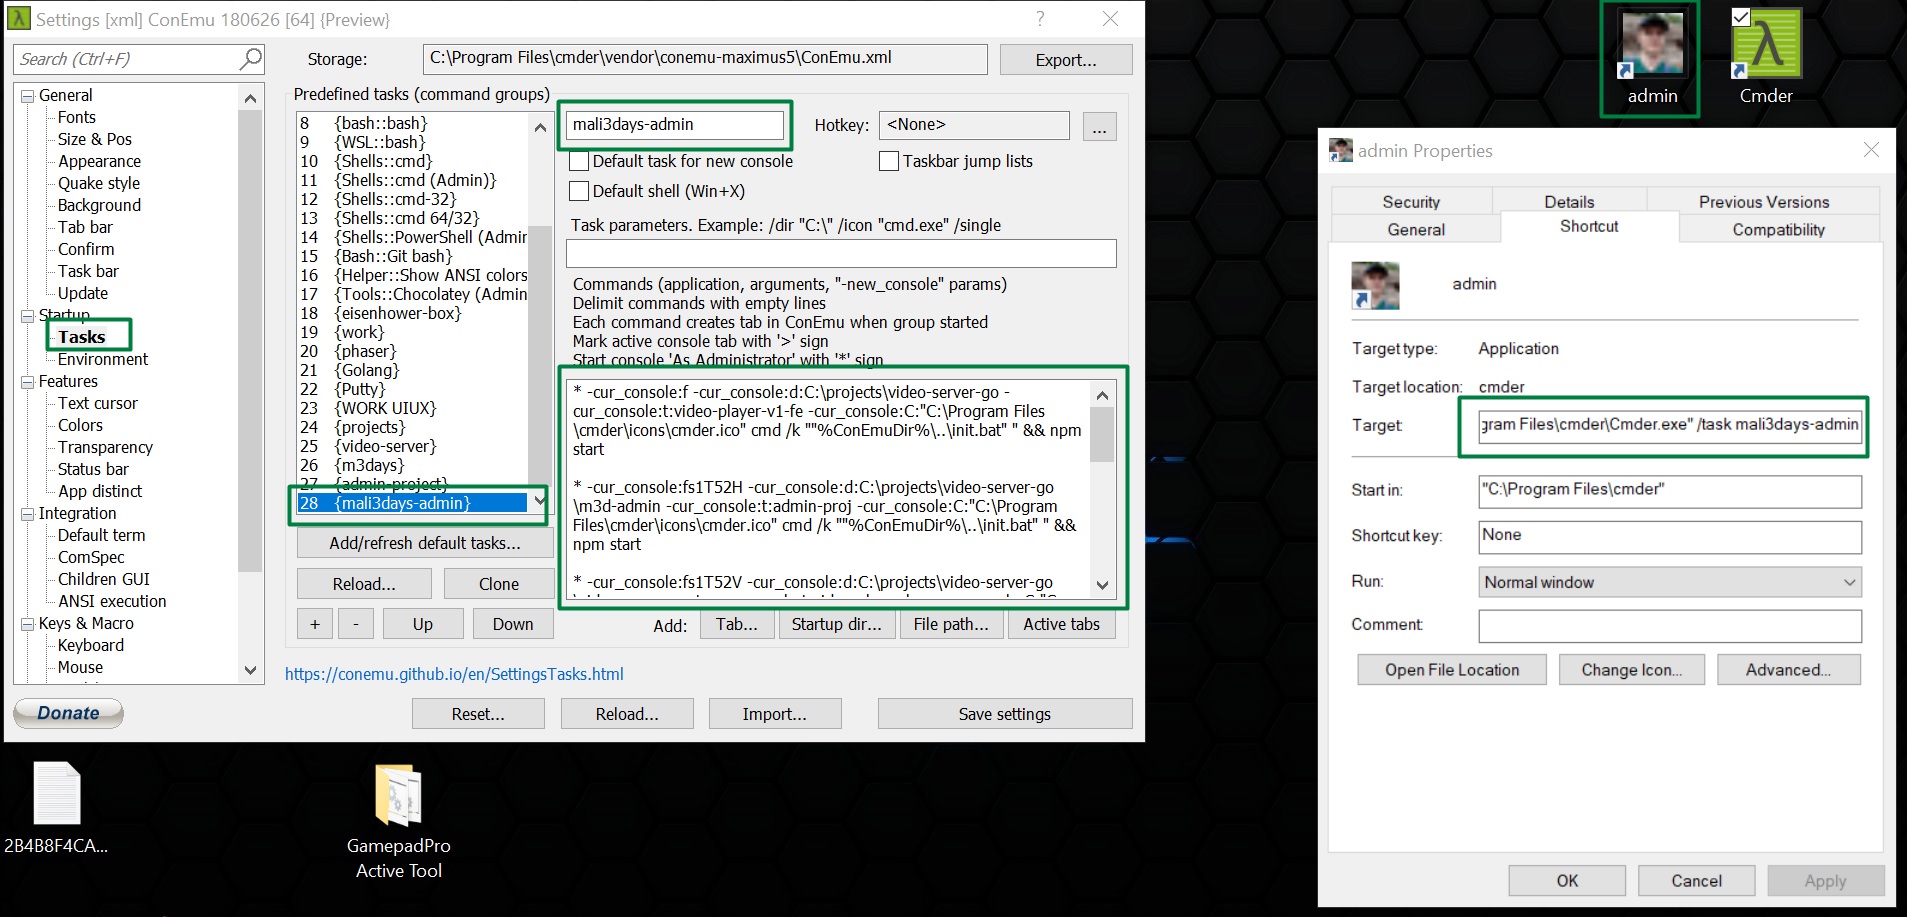 Settings [xml] ConEmu 180626 [64] {Preview}
Search (Ctrl+F)
Storage:
C:\Program Files\cmder\vendor\conemu-maximus5\ConEmu.xml
Export...
General
Fonts
Size & Pos
Appearance
Quake style
Background
Tab bar
Confirm
Task bar
Update
Startup
Tasks
Environment
Features
Text cursor
Colors
Transparency
Status bar
App distinct
Integration
Default term
ComSpec
Children GUI
ANSI execution
Keys & Macro
Keyboard
Mouse
Donate
Predefined tasks (command groups)
8 {bash::bash}
9 {WSL::bash}
10 {Shells::cmd}
11 {Shells::cmd (Admin)}
12 {Shells::cmd-32}
13 {Shells::cmd 64/32}
14 {Shells::PowerShell (Admin
15 {Bash::Git bash}
16 {Helper::Show ANSI colors
17 {Tools::Chocolatey (Admin
18 {eisenhower-box}
19 {work}
20 {phaser}
21 {Golang}
22 {Putty}
23 {WORK UIUX}
24 {projects}
25 {video-server}
26 {m3days}
27 {admin-project}
28 {mali3days-admin}
Add/refresh default tasks...
Reload...
Clone
+
-
Up
Down
mali3days-admin
Hotkey:
<None>
...
Default task for new console
Taskbar jump lists
Default shell (Win+X)
Task parameters. Example: /dir "C:\" /icon "cmd.exe" /single
Commands (application, arguments, "-new_console" params)
Delimit commands with empty lines
Each command creates tab in ConEmu when group started
Mark active console tab with '>' sign
Start console 'As Administrator' with '*' sign
* -cur_console:f -cur_console:d:C:\projects\video-server-go -
cur_console:t:video-player-v1-fe -cur_console:C:"C:\Program Files
\cmder\icons\cmder.ico" cmd /k ""%ConEmuDir%\..\init.bat" " && npm
start
* -cur_console:fs1T52H -cur_console:d:C:\projects\video-server-go
\m3d-admin -cur_console:t:admin-proj -cur_console:C:"C:\Program
Files\cmder\icons\cmder.ico" cmd /k ""%ConEmuDir%\..\init.bat" " &&
npm start
* -cur_console:fs1T52V -cur_console:d:C:\projects\video-server-go
Add:
Tab...
Startup dir...
File path...
Active tabs
https://conemu.github.io/en/SettingsTasks.html
Reset...
Reload...
Import...
Save settings
2B4B8F4CA...
GamepadPro
Active Tool
admin
Cmder
admin Properties
Security
Details
Previous Versions
General
Shortcut
Compatibility
admin
Target type:
Application
Target location:
cmder
Target:
gram Files\cmder\Cmder.exe" /task mali3days-admin
Start in:
"C:\Program Files\cmder"
Shortcut key:
None
Run:
Normal window
Comment:
Open File Location
Change Icon...
Advanced...
OK
Cancel
Apply